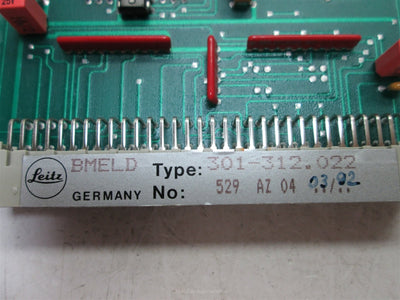 Leitz
BMELD Type: 301-312.022
GERMANY No: 529 AZ 04 03.92